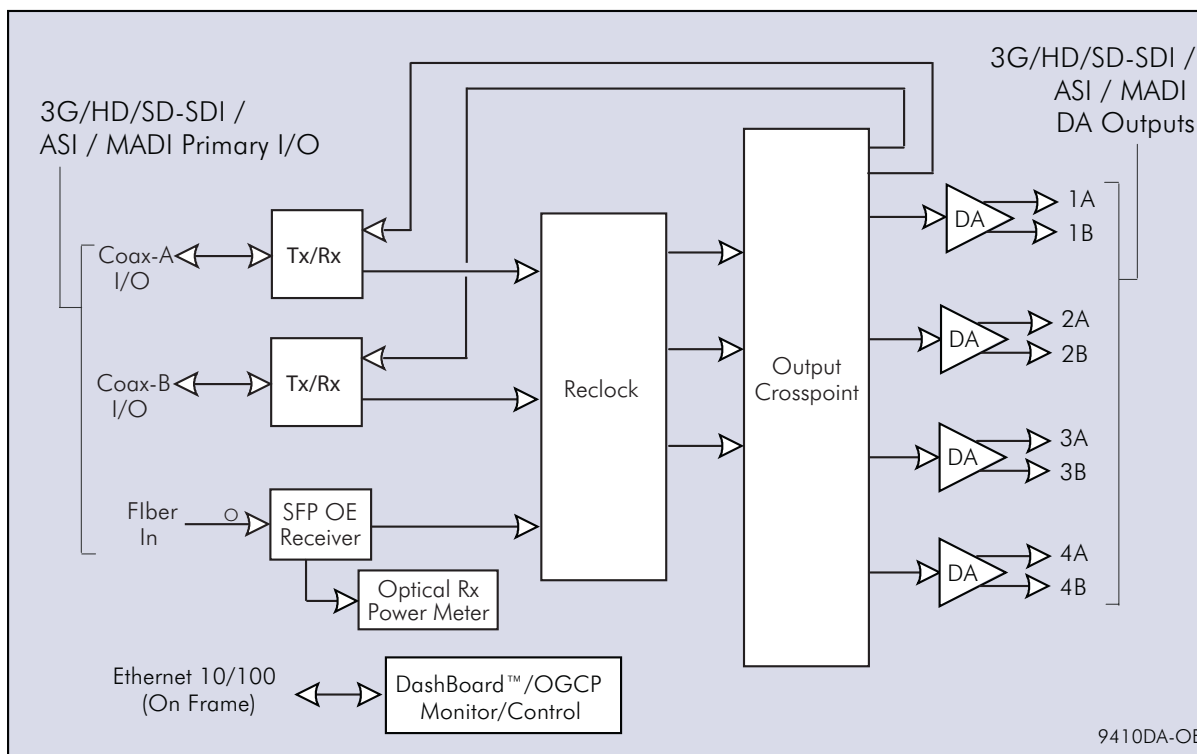 3G/HD/SD-SDI /
ASI / MADI Primary I/O
3G/HD/SD-SDI /
ASI / MADI
DA Outputs
Coax-A
I/O
Tx/Rx
Coax-B
I/O
Tx/Rx
FIber
In
SFP OE
Receiver
Optical Rx
Power Meter
Reclock
Output
Crosspoint
DA
1A
1B
DA
2A
2B
DA
3A
3B
DA
4A
4B
Ethernet 10/100
(On Frame)
DashBoard™/OGCP
Monitor/Control
9410DA-OE